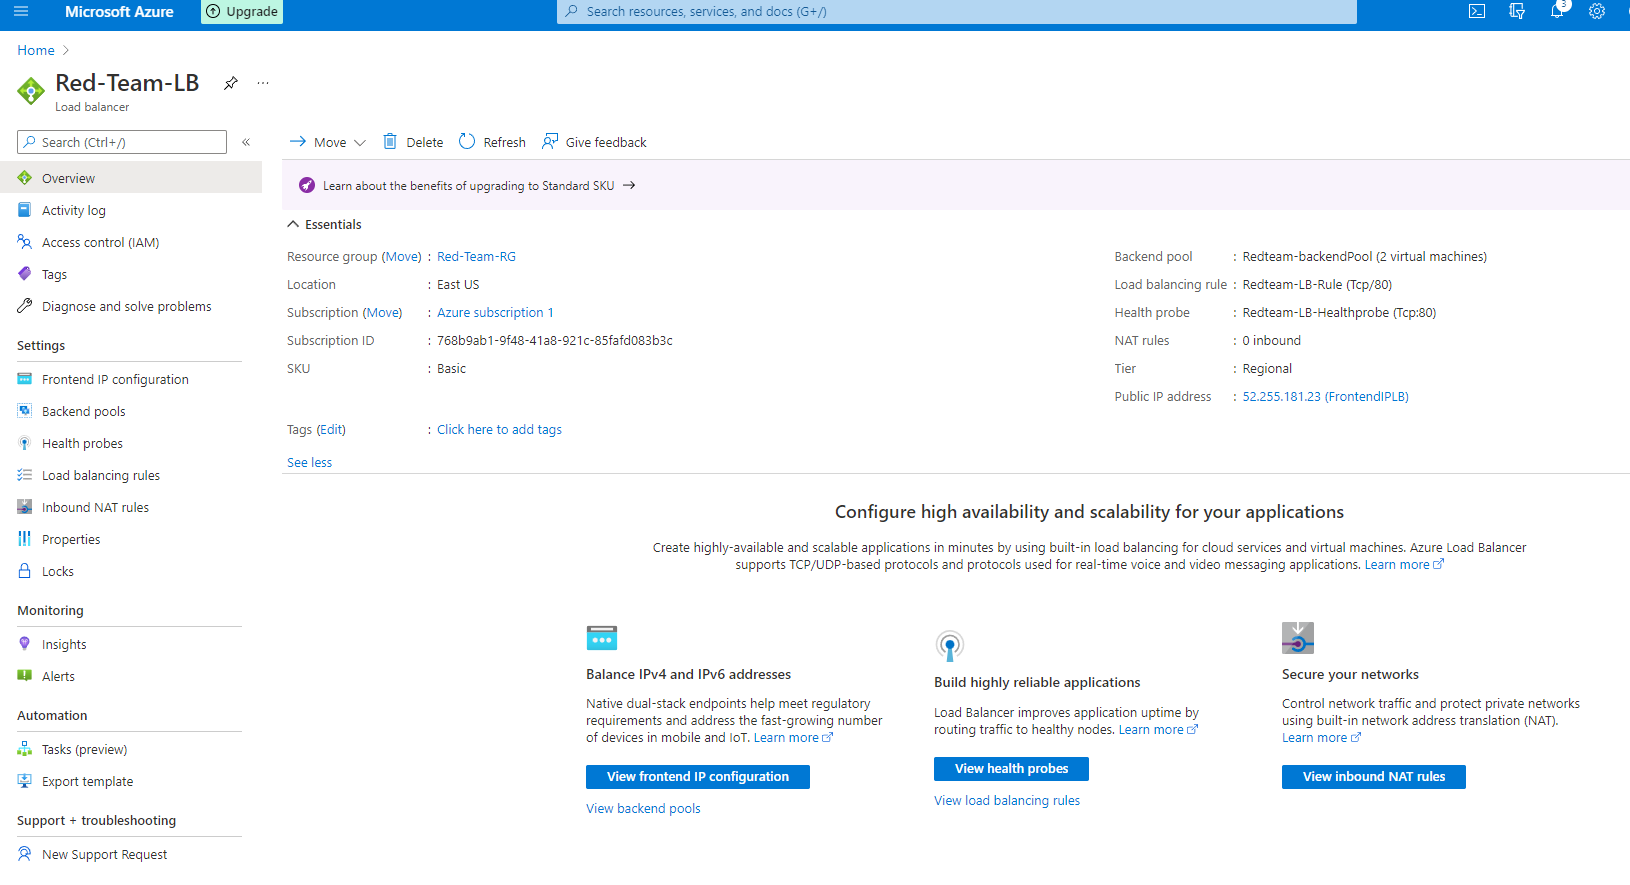 Microsoft Azure
Upgrade
Search resources, services, and docs (G+/)
3
Home
Red-Team-LB
Load balancer
Search (Ctrl+/)
«
Overview
Activity log
Access control (IAM)
Tags
Diagnose and solve problems
Settings
Frontend IP configuration
Backend pools
Health probes
Load balancing rules
Inbound NAT rules
Properties
Locks
Monitoring
Insights
Alerts
Automation
Tasks (preview)
Export template
Support + troubleshooting
New Support Request
Move
Delete
Refresh
Give feedback
Learn about the benefits of upgrading to Standard SKU →
Essentials
Resource group (Move) : Red-Team-RG
Location : East US
Subscription (Move) : Azure subscription 1
Subscription ID : 768b9ab1-9f48-41a8-921c-85fafd083b3c
SKU : Basic
Backend pool : Redteam-backendPool (2 virtual machines)
Load balancing rule : Redteam-LB-Rule (Tcp/80)
Health probe : Redteam-LB-Healthprobe (Tcp:80)
NAT rules : 0 inbound
Tier : Regional
Public IP address : 52.255.181.23 (FrontendIPLB)
Tags (Edit) : Click here to add tags
See less
Configure high availability and scalability for your applications
Create highly-available and scalable applications in minutes by using built-in load balancing for cloud services and virtual machines. Azure Load Balancer
supports TCP/UDP-based protocols and protocols used for real-time voice and video messaging applications. Learn more
Balance IPv4 and IPv6 addresses
Native dual-stack endpoints help meet regulatory
requirements and address the fast-growing number
of devices in mobile and IoT. Learn more
View frontend IP configuration
View backend pools
Build highly reliable applications
Load Balancer improves application uptime by
routing traffic to healthy nodes. Learn more
View health probes
View load balancing rules
Secure your networks
Control network traffic and protect private networks
using built-in network address translation (NAT).
Learn more
View inbound NAT rules